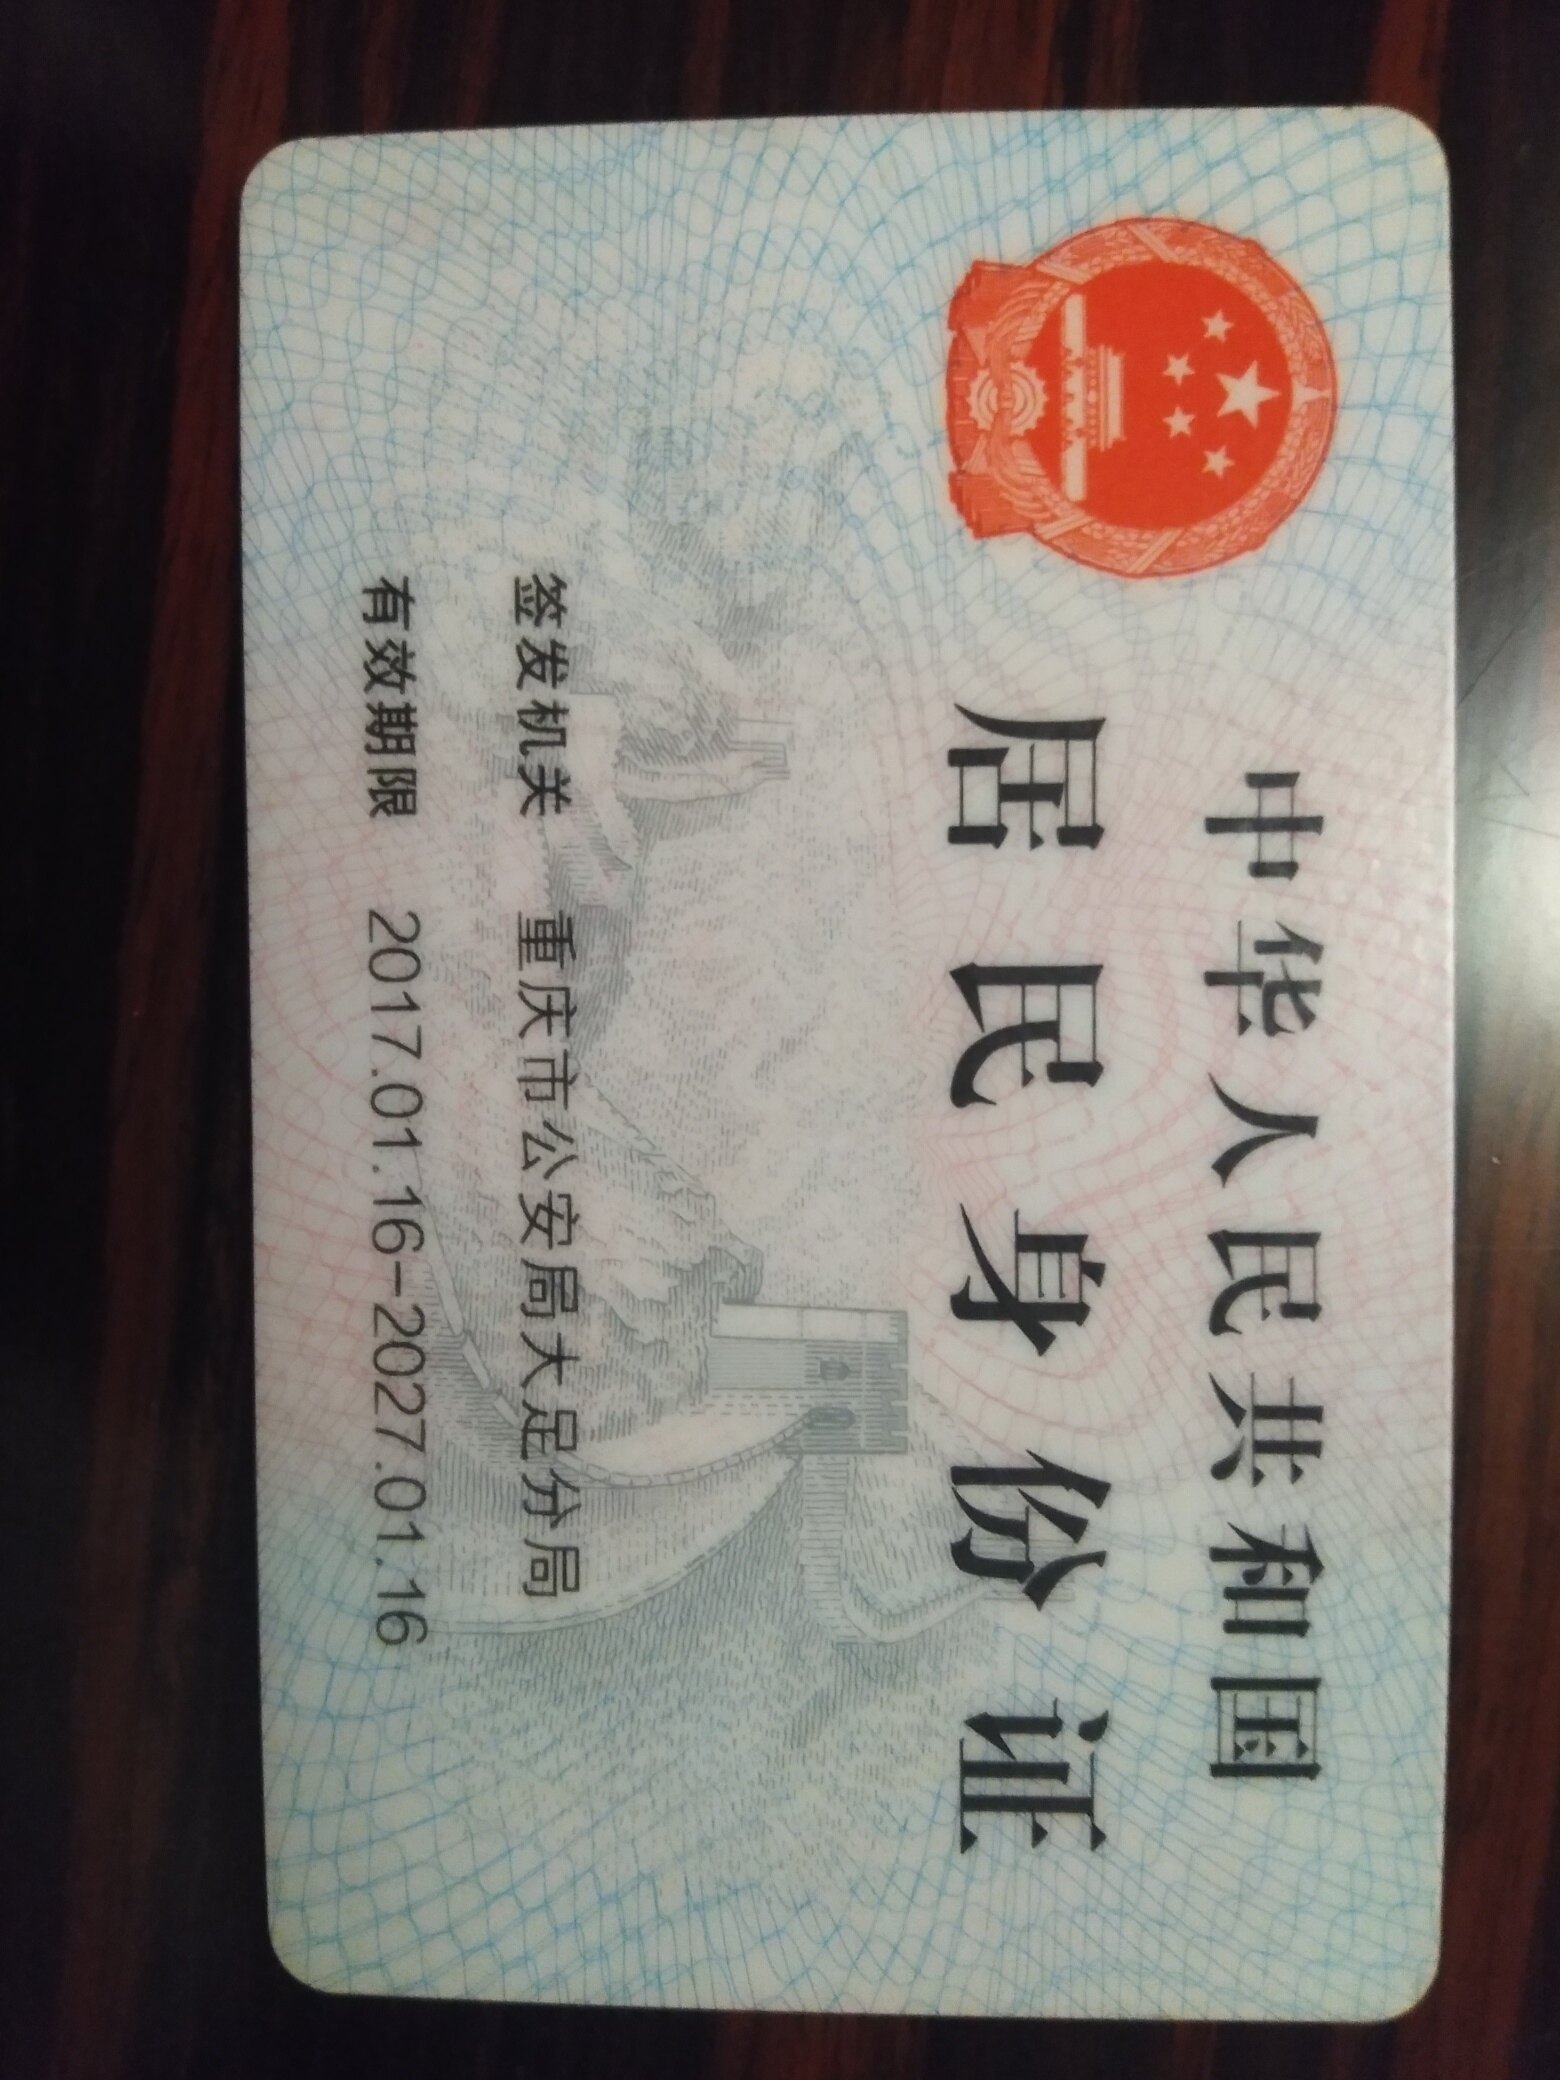 中华人民共和国
居民身份证
签发机关 重庆市公安局大足分局
有效期限 2017.01.16-2027.01.16